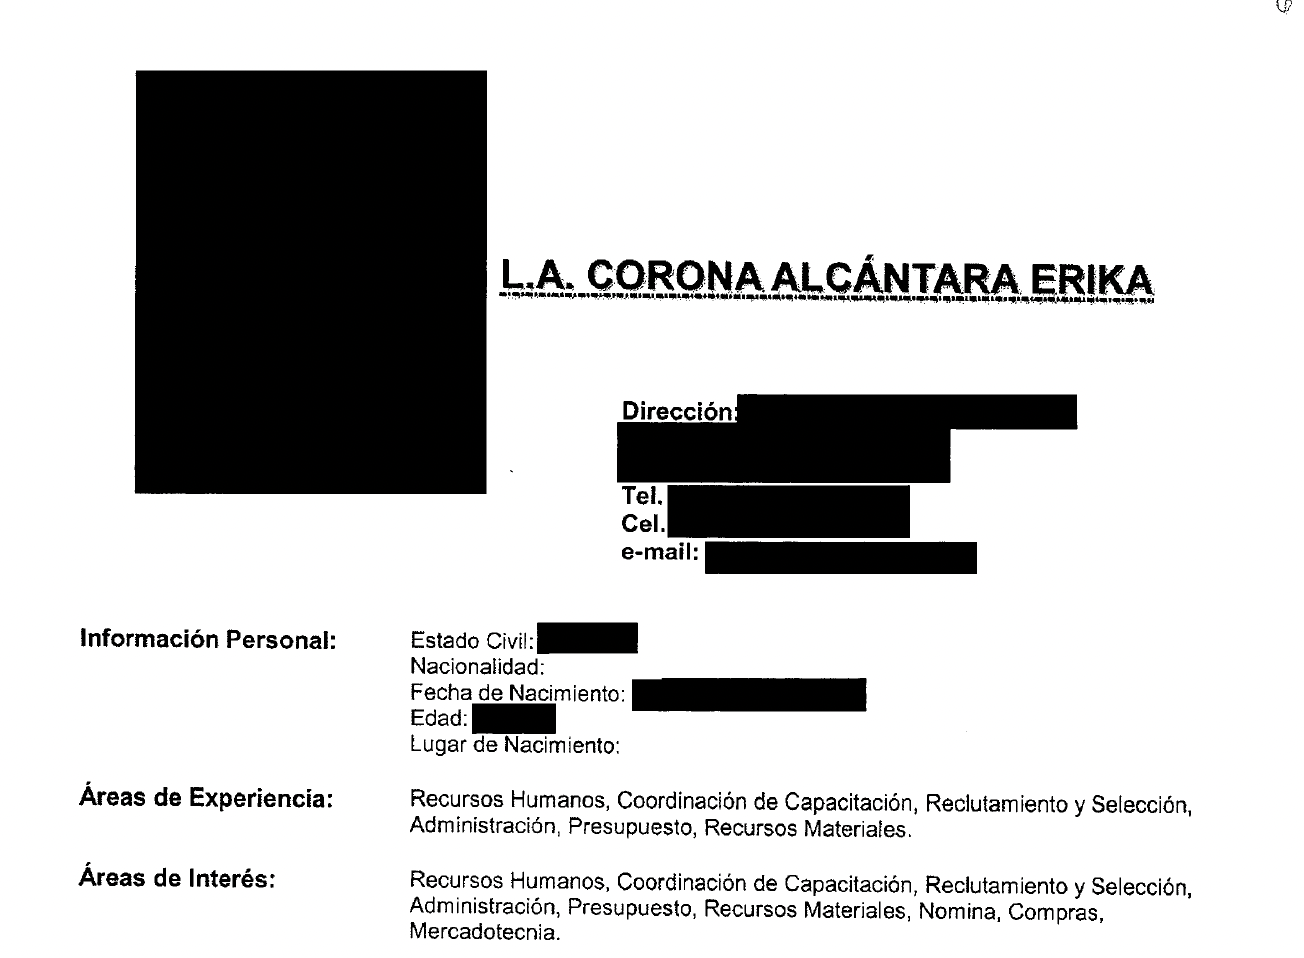 L.A. CORONA ALCÁNTARA ERIKA
Dirección:
Tel.
Cel.
e-mail:
Información Personal:
Estado Civil:
Nacionalidad:
Fecha de Nacimiento:
Edad:
Lugar de Nacimiento:
Áreas de Experiencia:
Recursos Humanos, Coordinación de Capacitación, Reclutamiento y Selección,
Administración, Presupuesto, Recursos Materiales.
Áreas de Interés:
Recursos Humanos, Coordinación de Capacitación, Reclutamiento y Selección,
Administración, Presupuesto, Recursos Materiales, Nomina, Compras,
Mercadotecnia.